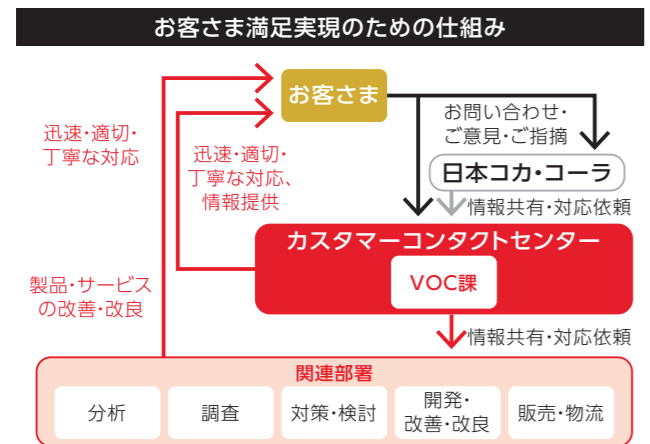 お客さま満足実現のための仕組み
お客さま
お問い合わせ・
ご意見・ご指摘
迅速・適切・
丁寧な対応
迅速・適切・
丁寧な対応、
情報提供
日本コカ・コーラ
情報共有・対応依頼
カスタマーコンタクトセンター
VOC課
製品・サービス
の改善・改良
情報共有・対応依頼
関連部署
分析
調査
対策・検討
開発・
改善・改良
販売・物流